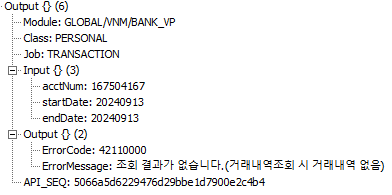 Output {} (6)
Module: GLOBAL/VNM/BANK_VP
Class: PERSONAL
Job: TRANSACTION
Input {} (3)
acctNum: 167504167
startDate: 20240913
endDate: 20240913
Output {} (2)
ErrorCode: 42110000
ErrorMessage: 조회 결과가 없습니다.(거래내역조회 시 거래내역 없음)
API_SEQ: 5066a5d6229476d29bbe1d7900e2c4b4